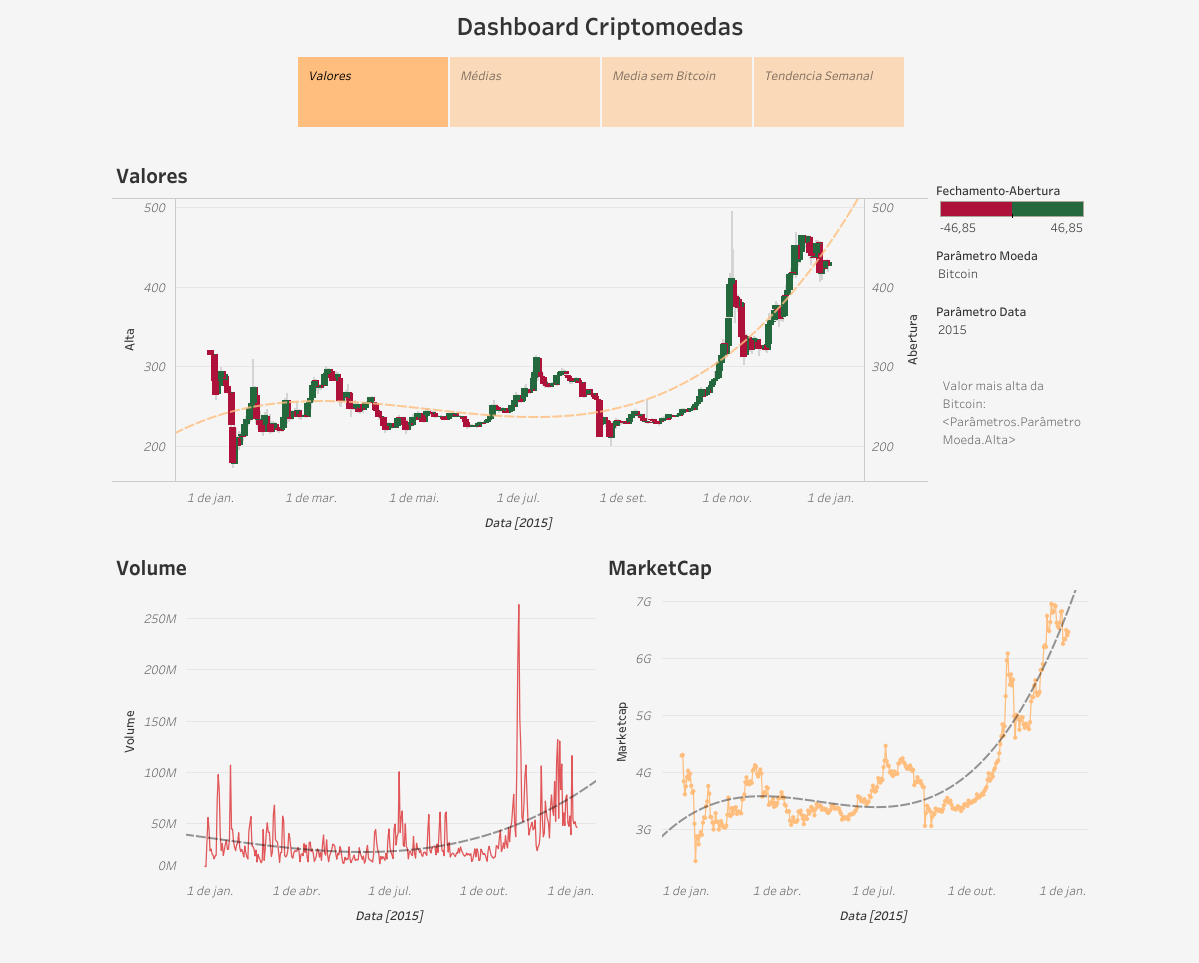 Dashboard Criptomoedas
Valores
Médias
Media sem Bitcoin
Tendencia Semanal
Valores
500
400
300
200
Alta
500
400
300
200
Abertura
1 de jan.
1 de mar.
1 de mai.
1 de jul.
1 de set.
1 de nov.
1 de jan.
Data [2015]
Fechamento-Abertura
-46,85
46,85
Parâmetro Moeda
Bitcoin
Parâmetro Data
2015
Valor mais alta da
Bitcoin:
<Parâmetros.Parâmetro
Moeda.Alta>
Volume
250M
200M
150M
100M
50M
0M
Volume
1 de jan.
1 de abr.
1 de jul.
1 de out.
1 de jan.
Data [2015]
MarketCap
7G
6G
5G
4G
3G
Marketcap
1 de jan.
1 de abr.
1 de jul.
1 de out.
1 de jan.
Data [2015]